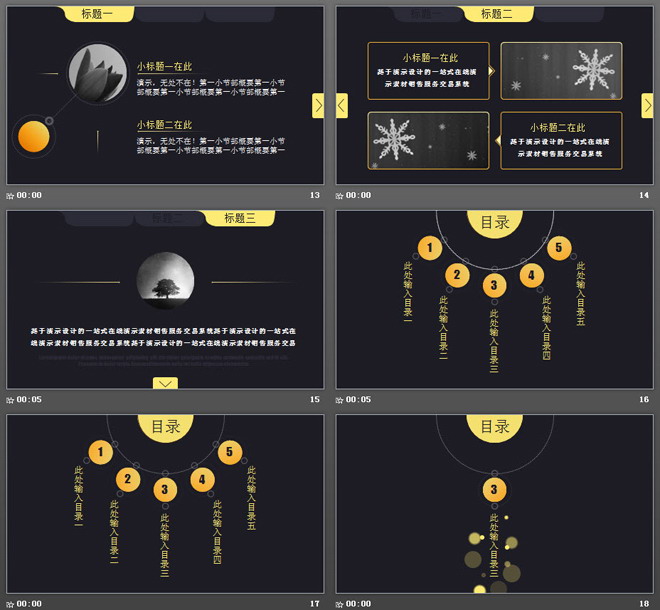 标题一
小标题一在此
演示，无处不在！第一小节部概要第一小节
部概要第一小节部概要第一小节部概要第一
小标题二在此
演示，无处不在！第一小节部概要第一小节
部概要第一小节部概要第一小节部概要第一
00:00 13
标题一 标题二
小标题一在此
基于演示设计的一站式在线演
示素材销售服务交易系统
小标题二在此
基于演示设计的一站式在线演
示素材销售服务交易系统
00:00 14
标题二 标题三
基于演示设计的一站式在线演示素材销售服务交易系统基于演示设计的一站式在
线演示素材销售服务交易系统基于演示设计的一站式在线演示素材销售服务交易系统
00:05 15
目录
1
2
3
4
5
此处输入目录一
此处输入目录二
此处输入目录三
此处输入目录四
此处输入目录五
00:05 16
目录
1
2
3
4
5
此处输入目录一
此处输入目录二
此处输入目录三
此处输入目录四
此处输入目录五
00:00 17
目录
3
此处输入目录三
00:00 18